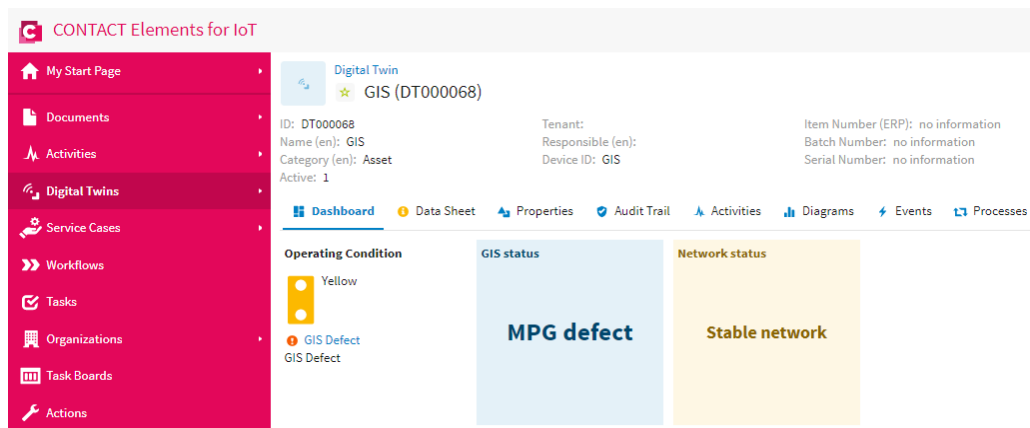 CONTACT Elements for IoT
My Start Page
Documents
Activities
Digital Twins
Service Cases
Workflows
Tasks
Organizations
Task Boards
Actions
Digital Twin
GIS (DT000068)
ID: DT000068
Name (en): GIS
Category (en): Asset
Active: 1
Tenant:
Responsible (en):
Device ID: GIS
Item Number (ERP): no information
Batch Number: no information
Serial Number: no information
Dashboard Data Sheet Properties Audit Trail Activities Diagrams Events Processes
Operating Condition
Yellow
GIS Defect
GIS Defect
GIS status
MPG defect
Network status
Stable network